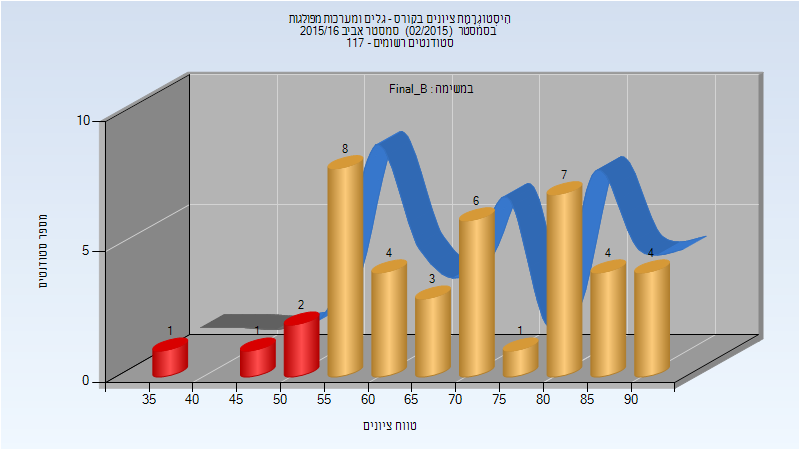 היסטוגרמת ציונים בקורס - גלים ומערכות מפולגות
בסמסטר (02/2015) סמסטר אביב 2015/16
סטודנטים רשומים - 117
במשימה : Final_B
מספר סטודנטים
10
5
0
1
1
2
8
4
3
6
1
7
4
4
35 40 45 50 55 60 65 70 75 80 85 90
טווח ציונים